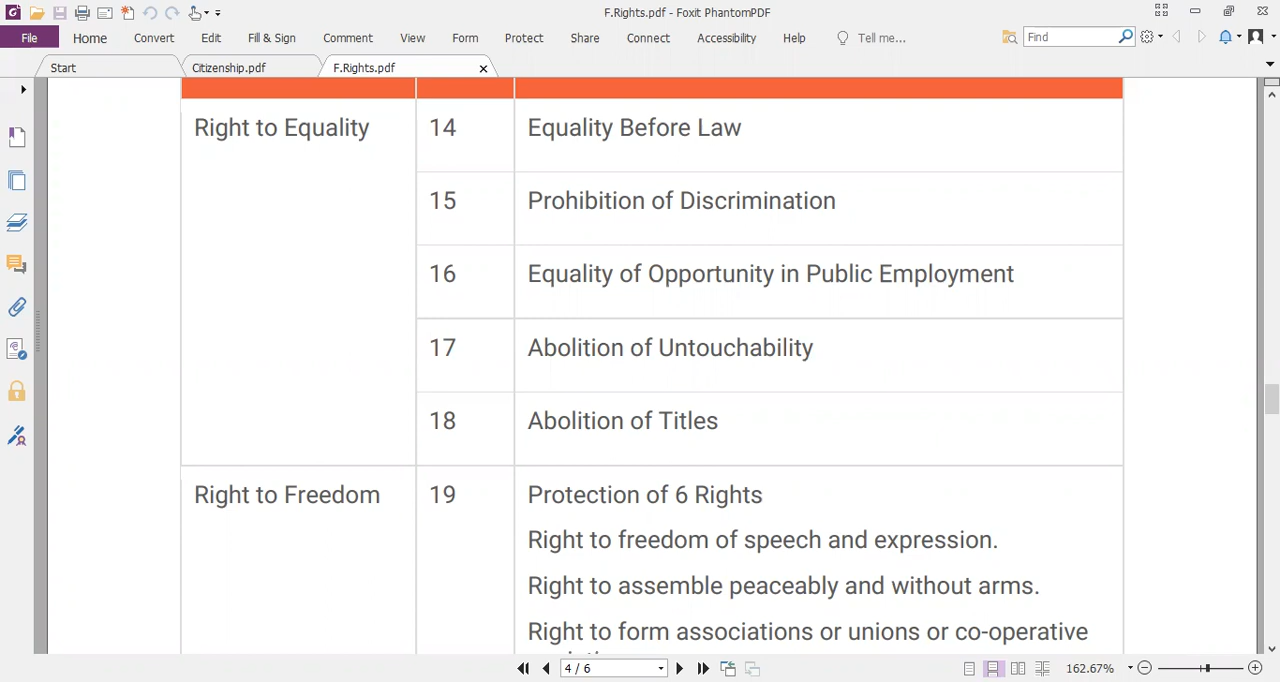 F.Rights.pdf - Foxit PhantomPDF
File Home Convert Edit Fill & Sign Comment View Form Protect Share Connect Accessibility Help Tell me... Find
Start Citizenship.pdf F.Rights.pdf
Right to Equality 14 Equality Before Law
15 Prohibition of Discrimination
16 Equality of Opportunity in Public Employment
17 Abolition of Untouchability
18 Abolition of Titles
Right to Freedom 19 Protection of 6 Rights
Right to freedom of speech and expression.
Right to assemble peaceably and without arms.
Right to form associations or unions or co-operative
4 / 6 162.67%